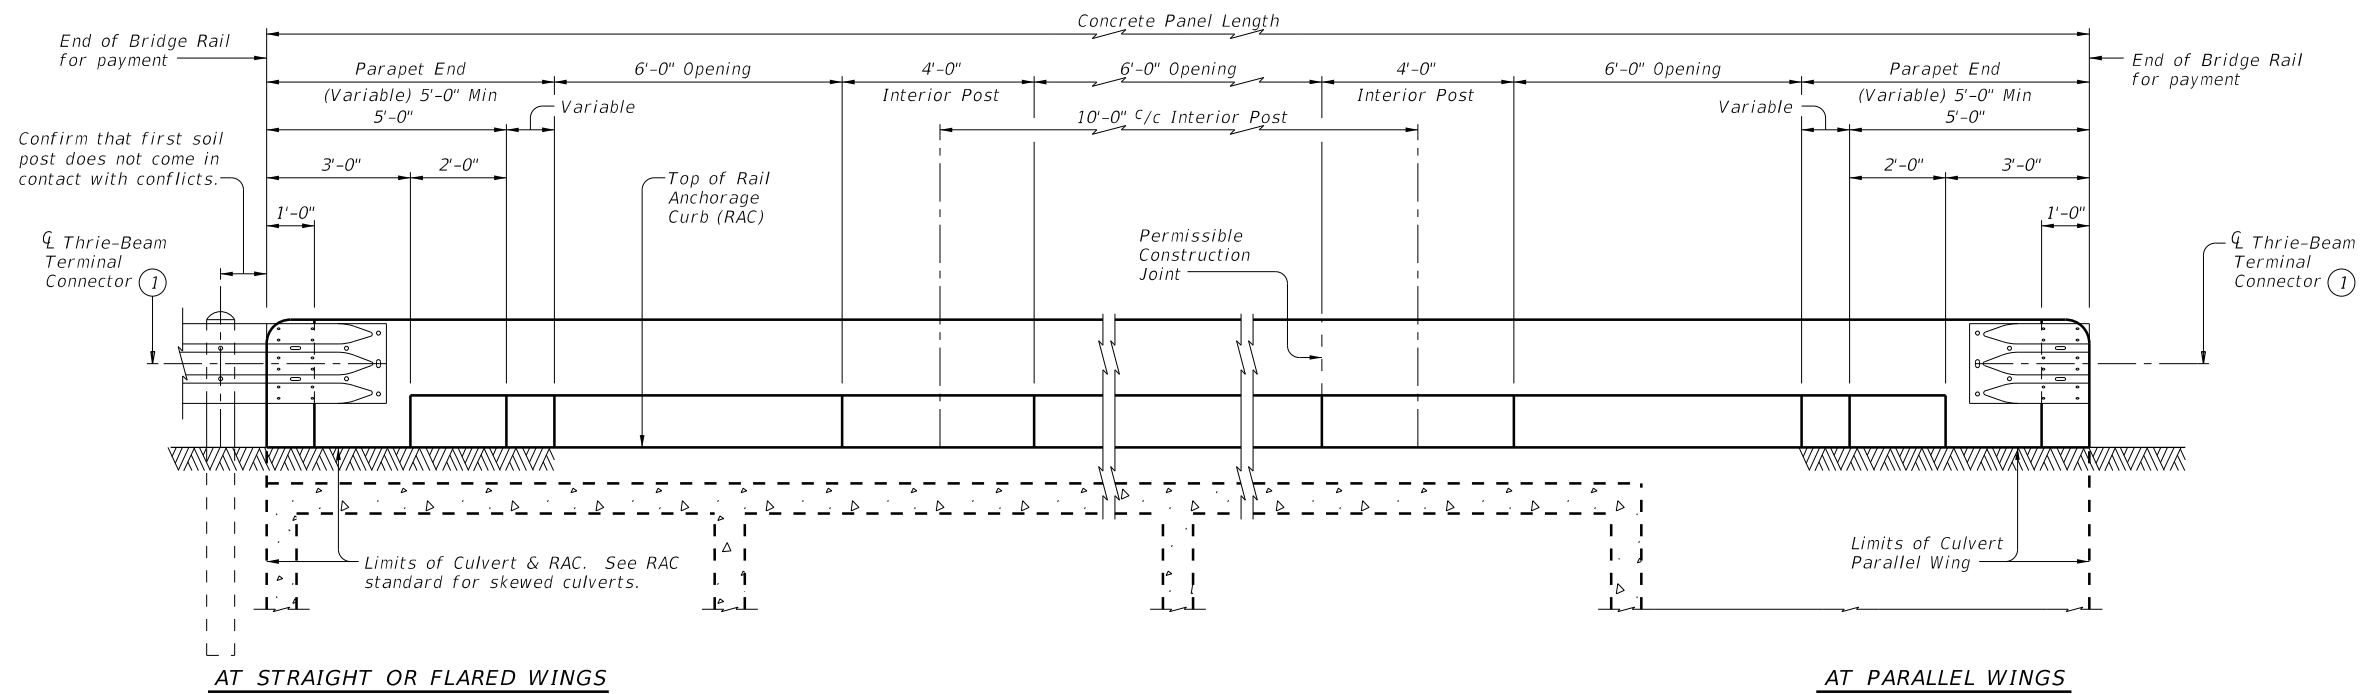 Concrete Panel Length
End of Bridge Rail
for payment
End of Bridge Rail
for payment
Parapet End
(Variable) 5'-0" Min
6'-0" Opening
4'-0"
Interior Post
6'-0" Opening
4'-0"
Interior Post
6'-0" Opening
Parapet End
(Variable) 5'-0" Min
5'-0"
Variable
10'-0" C/c Interior Post
Variable
5'-0"
Confirm that first soil
post does not come in
contact with conflicts.
3'-0"
2'-0"
Top of Rail
Anchorage
Curb (RAC)
2'-0"
3'-0"
1'-0"
1'-0"
℄ Thrie-Beam
Terminal
Connector 1
Permissible
Construction
Joint
℄ Thrie-Beam
Terminal
Connector 1
Limits of Culvert & RAC. See RAC
standard for skewed culverts.
Limits of Culvert
Parallel Wing
AT STRAIGHT OR FLARED WINGS
AT PARALLEL WINGS